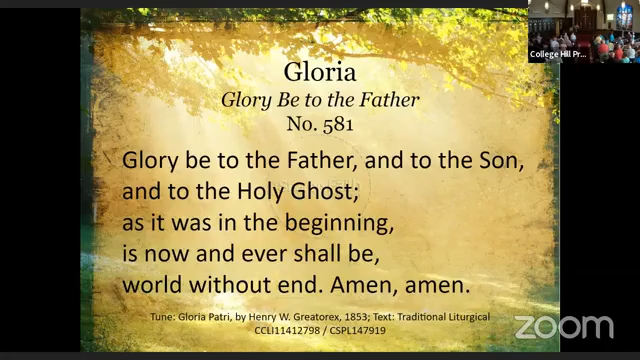 Gloria
Glory Be to the Father
No. 581
Glory be to the Father, and to the Son,
and to the Holy Ghost;
as it was in the beginning,
is now and ever shall be,
world without end. Amen, amen.
Tune: Gloria Patri, by Henry W. Greatorex, 1853; Text: Traditional Liturgical
CCLI11412798 / CSPL147919
College Hill Pr...
zoom